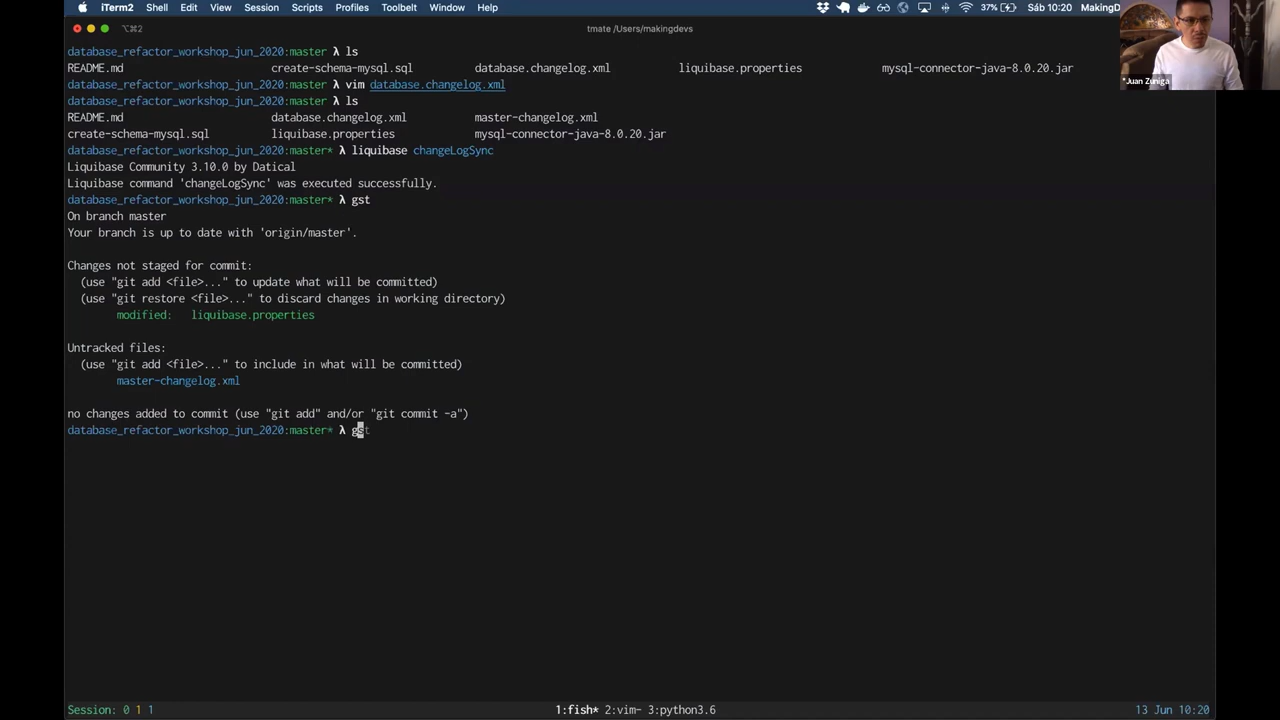 iTerm2 Shell Edit View Session Scripts Profiles Toolbelt Window Help 37% Sáb 10:20 MakingD
⌥⌘2 tmate /Users/makingdevs
*Juan Zuniga
database_refactor_workshop_jun_2020:master λ ls
README.md create-schema-mysql.sql database.changelog.xml liquibase.properties mysql-connector-java-8.0.20.jar
database_refactor_workshop_jun_2020:master λ vim database.changelog.xml
database_refactor_workshop_jun_2020:master λ ls
README.md database.changelog.xml master-changelog.xml
create-schema-mysql.sql liquibase.properties mysql-connector-java-8.0.20.jar
database_refactor_workshop_jun_2020:master* λ liquibase changeLogSync
Liquibase Community 3.10.0 by Datical
Liquibase command 'changeLogSync' was executed successfully.
database_refactor_workshop_jun_2020:master* λ gst
On branch master
Your branch is up to date with 'origin/master'.
Changes not staged for commit:
(use "git add <file>..." to update what will be committed)
(use "git restore <file>..." to discard changes in working directory)
modified: liquibase.properties
Untracked files:
(use "git add <file>..." to include in what will be committed)
master-changelog.xml
no changes added to commit (use "git add" and/or "git commit -a")
database_refactor_workshop_jun_2020:master* λ gst
Session: 0 1 1 1:fish* 2:vim- 3:python3.6 13 Jun 10:20